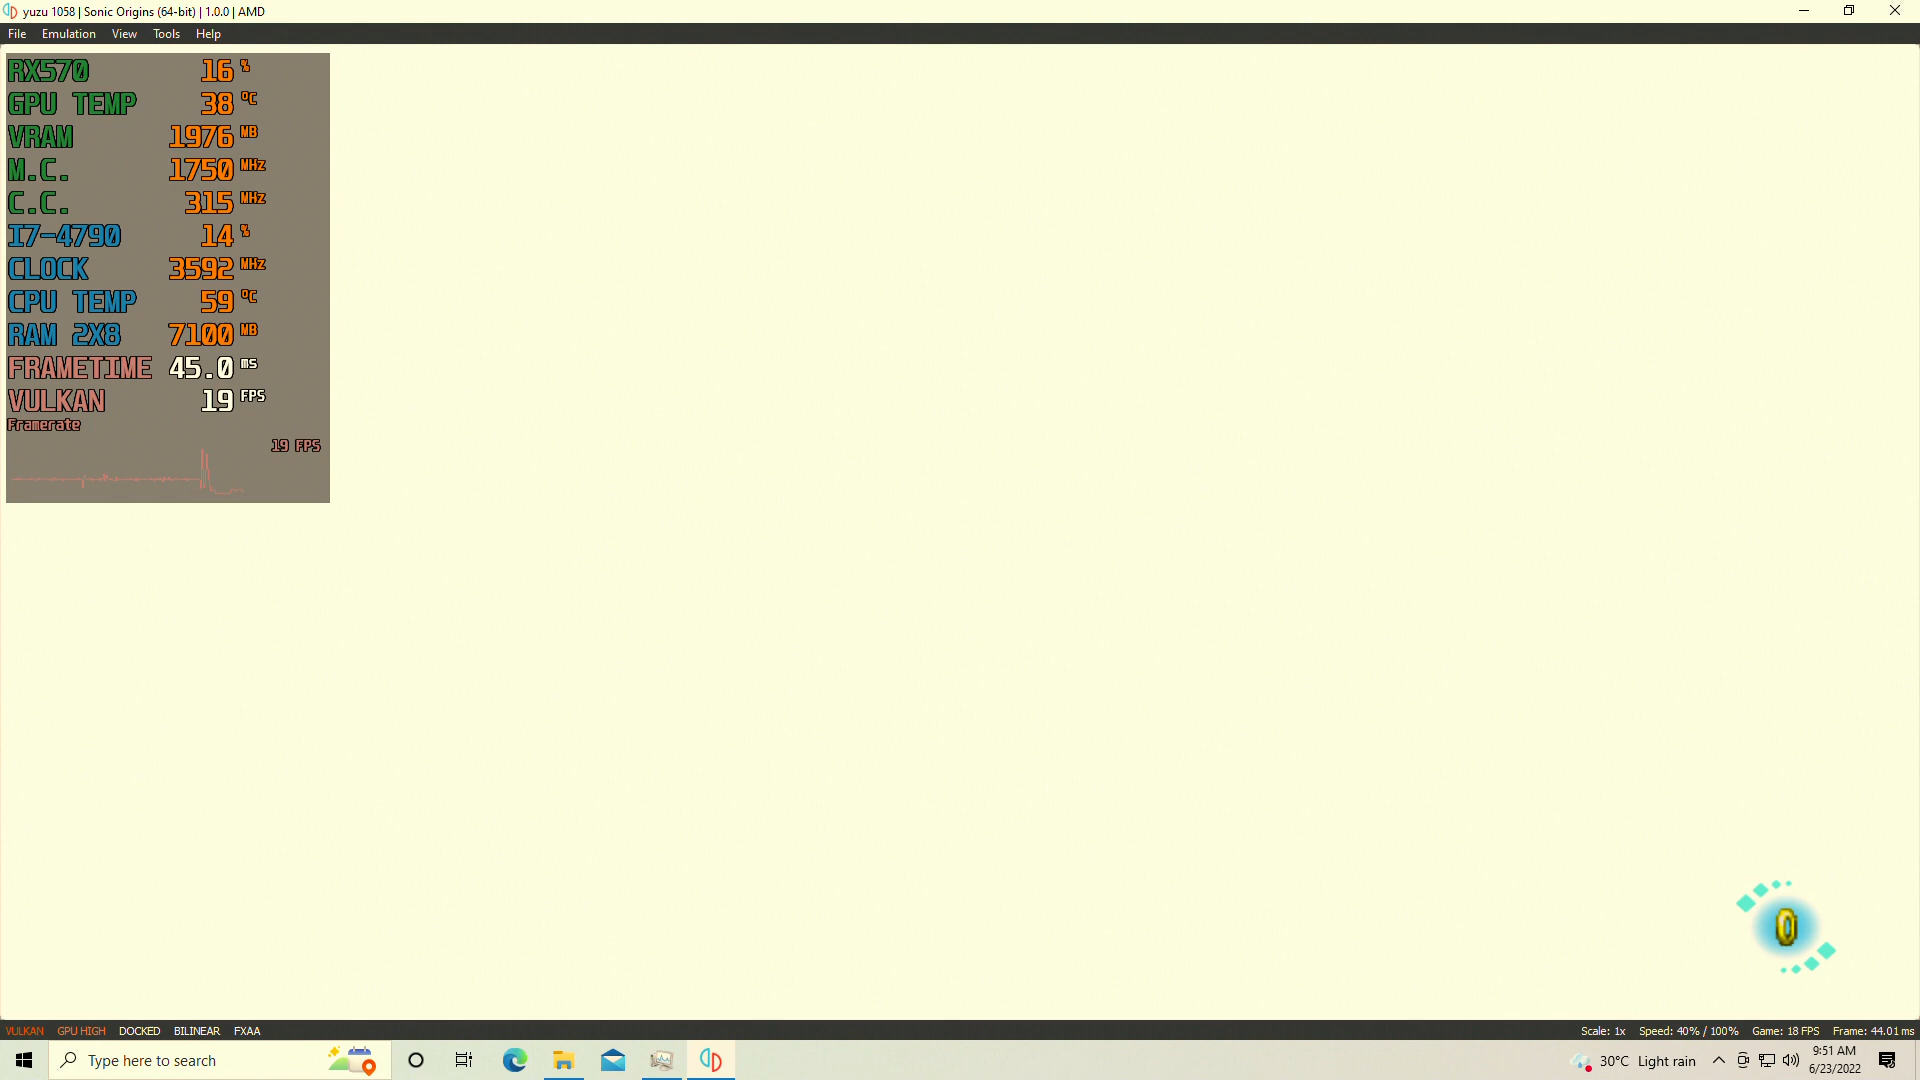 yuzu 1058 | Sonic Origins (64-bit) | 1.0.0 | AMD
File Emulation View Tools Help
RX570 16 %
GPU TEMP 38 °C
VRAM 1976 MB
M.C. 1750 MHz
C.C. 315 MHz
I7-4790 14 %
CLOCK 3592 MHz
CPU TEMP 59 °C
RAM 2X8 7100 MB
FRAMETIME 45.0 ms
VULKAN 19 FPS
Framerate
19 FPS
VULKAN GPU HIGH DOCKED BILINEAR FXAA Scale: 1x Speed: 40% / 100% Game: 18 FPS Frame: 44.01 ms
Type here to search 30°C Light rain 9:51 AM
6/23/2022